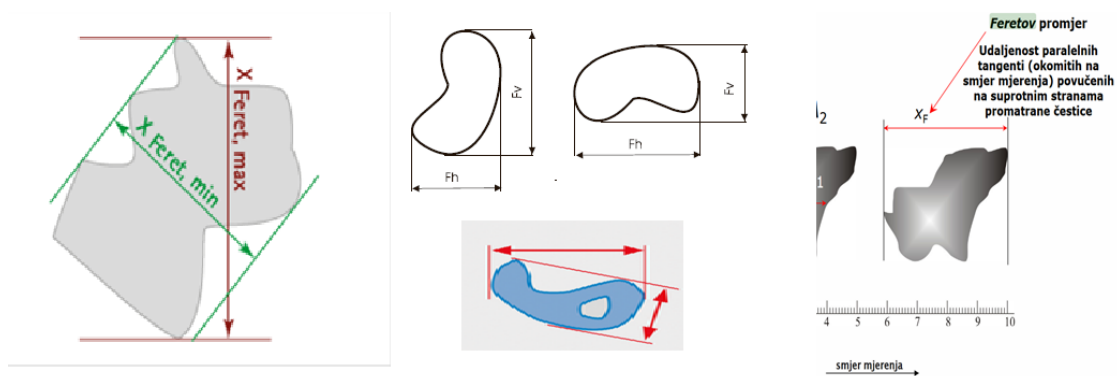 X Feret, max
X Feret, min
Fv
Fh
Fv
Fh
Feretov promjer
Udaljenost paralelnih
tangenti (okomitih na
smjer mjerenja) povučenih
na suprotnim stranama
promatrane čestice
2
xF
1
4 5 6 7 8 9 10
smjer mjerenja